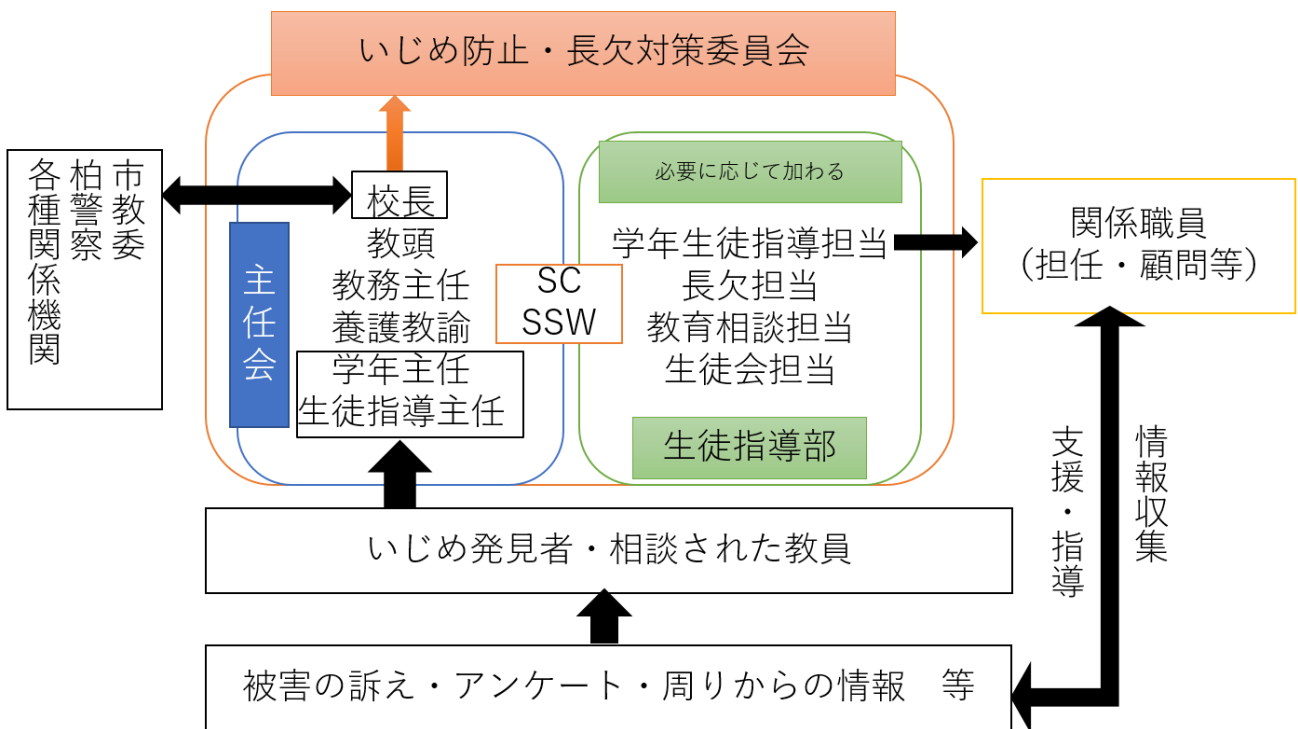 いじめ防止・長欠対策委員会
市教委
柏警察
各種関係機関
主任会
校長
教頭
教務主任
養護教諭
学年主任
生徒指導主任
SC
SSW
必要に応じて加わる
学年生徒指導担当
長欠担当
教育相談担当
生徒会担当
生徒指導部
関係職員
（担任・顧問等）
情報収集
支援・指導
いじめ発見者・相談された教員
被害の訴え・アンケート・周りからの情報　等